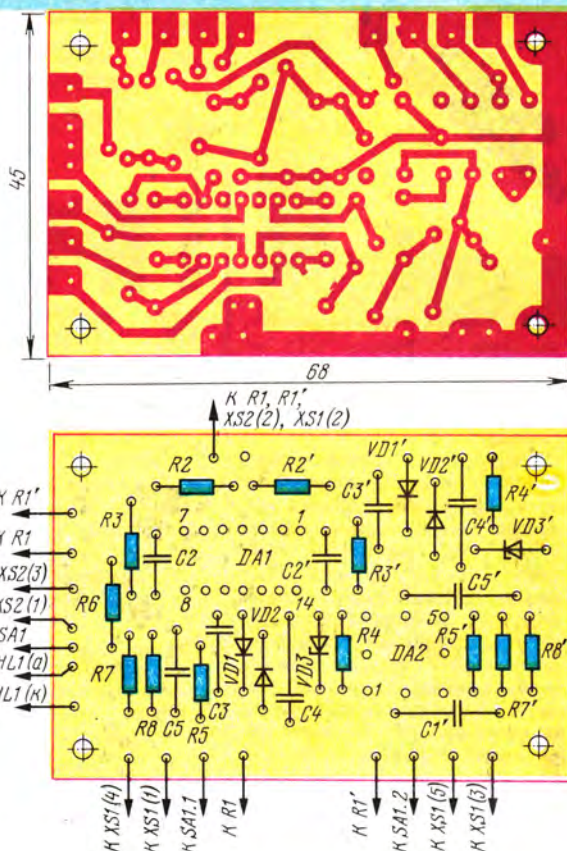 45
68
К R1, R1',
XS2(2), XS1(2)
VD1'
R2
R2'
C3'
VD2'
R4'
К R1'
R3
7
1
C4'
VD3'
К R1
C2
DA1
C2'
R3'
XS2(3)
R6
8
14
C5'
XS2(1)
VD2
5
SA1
R4
R5'
R8'
HL1(а)
R7
VD1
VD3
DA2
HL1(к)
R8
C5
C3
R5
C4
1
C1'
R7'
К XS1(4)
К XS1(1)
К SA1.1
К R1
К R1'
К SA1.2
К XS1(5)
К XS1(3)